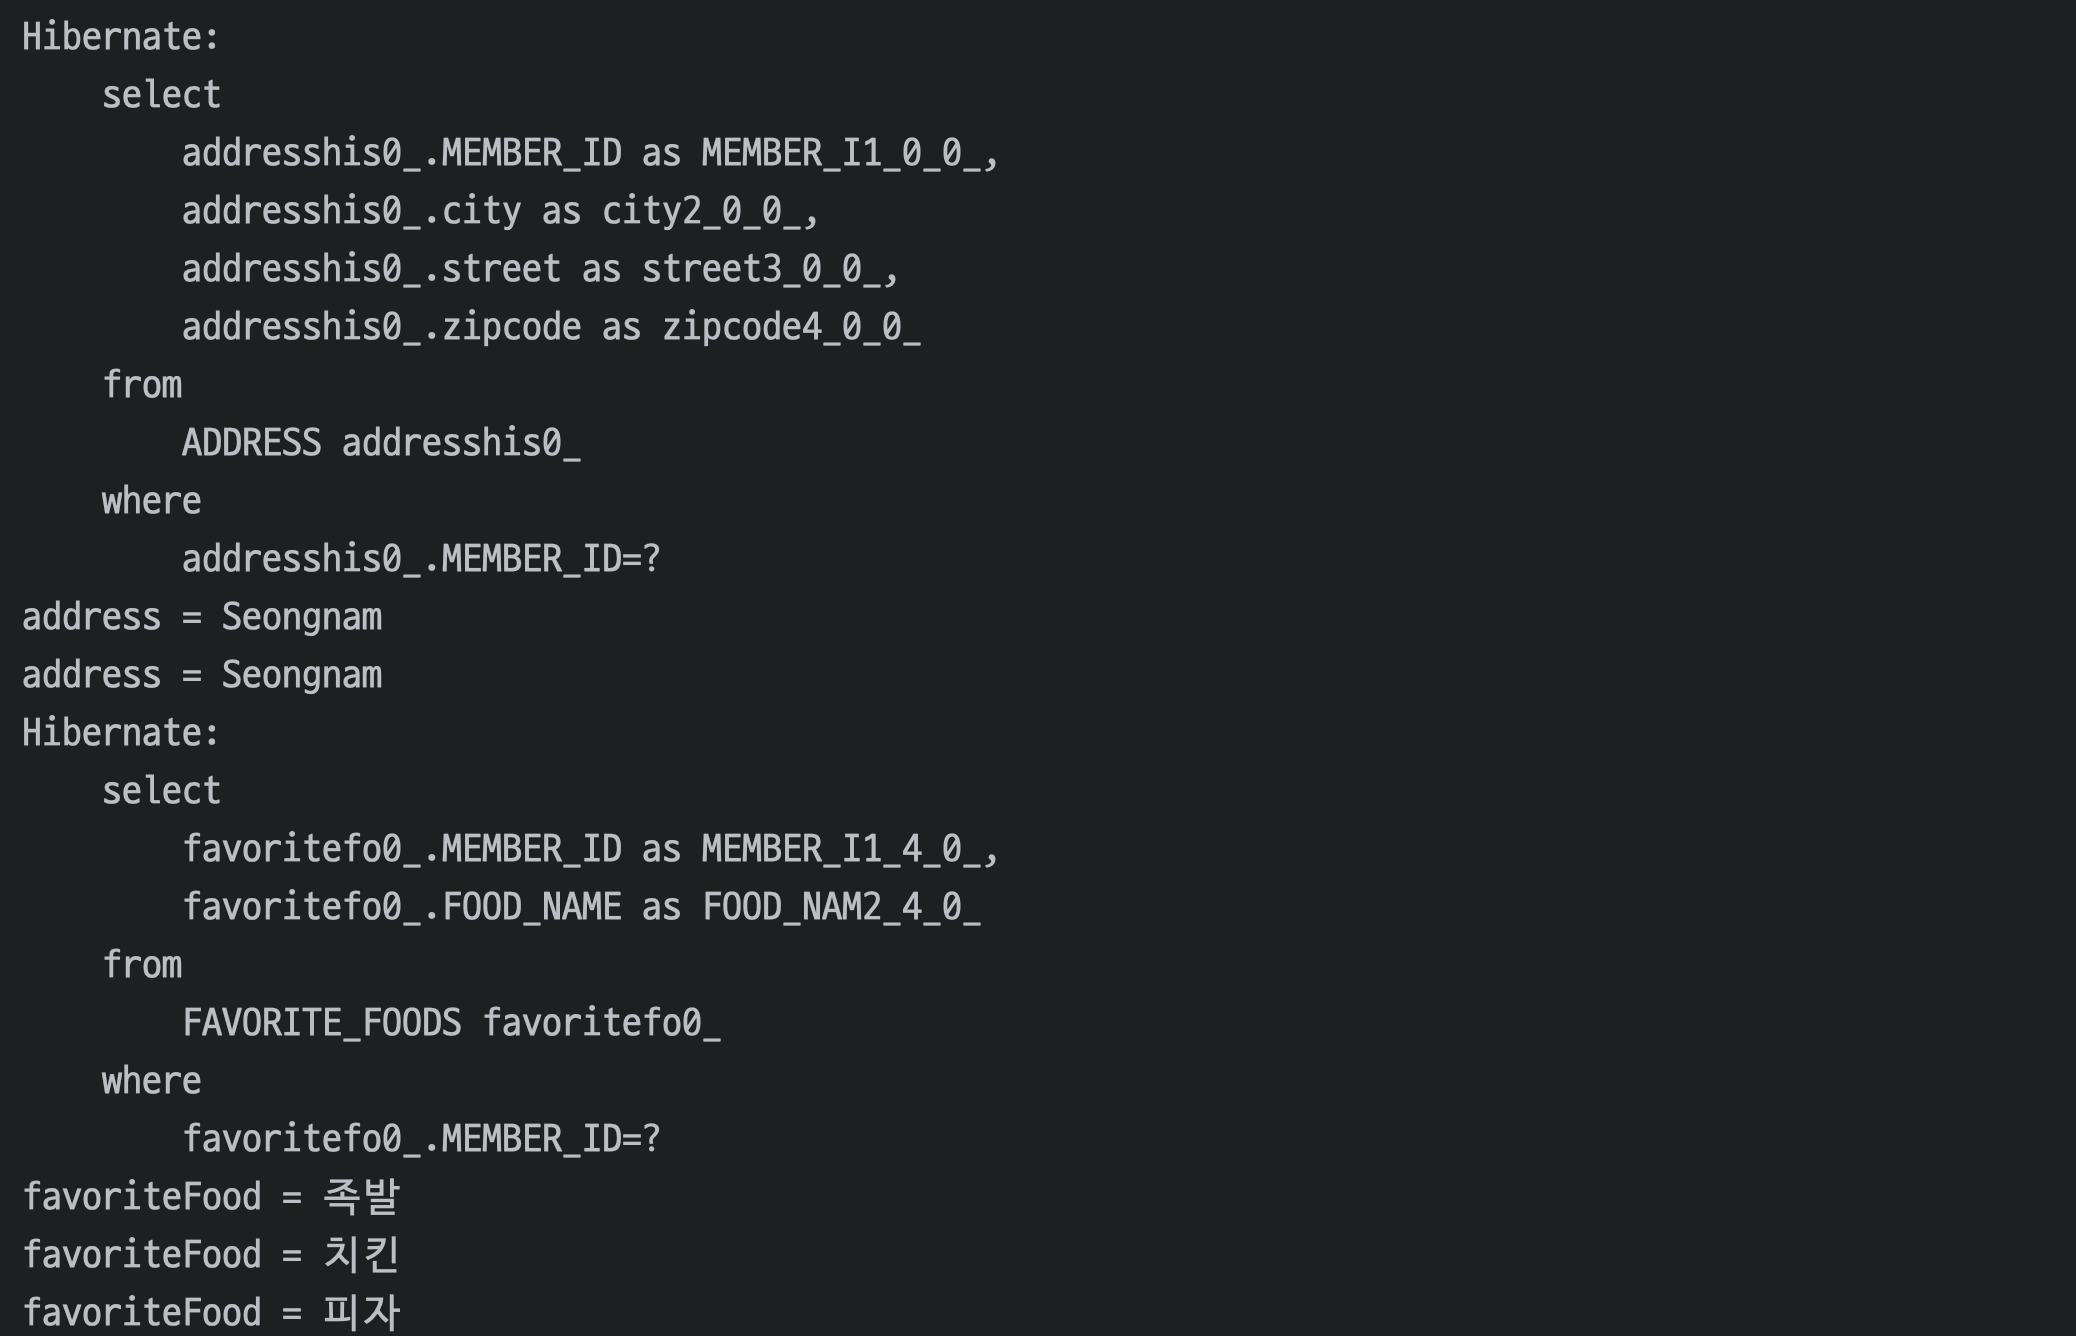 Hibernate:
    select
        addresshis0_.MEMBER_ID as MEMBER_I1_0_0_,
        addresshis0_.city as city2_0_0_,
        addresshis0_.street as street3_0_0_,
        addresshis0_.zipcode as zipcode4_0_0_
    from
        ADDRESS addresshis0_
    where
        addresshis0_.MEMBER_ID=?
address = Seongnam
address = Seongnam
Hibernate:
    select
        favoritefo0_.MEMBER_ID as MEMBER_I1_4_0_,
        favoritefo0_.FOOD_NAME as FOOD_NAM2_4_0_
    from
        FAVORITE_FOODS favoritefo0_
    where
        favoritefo0_.MEMBER_ID=?
favoriteFood = 족발
favoriteFood = 치킨
favoriteFood = 피자